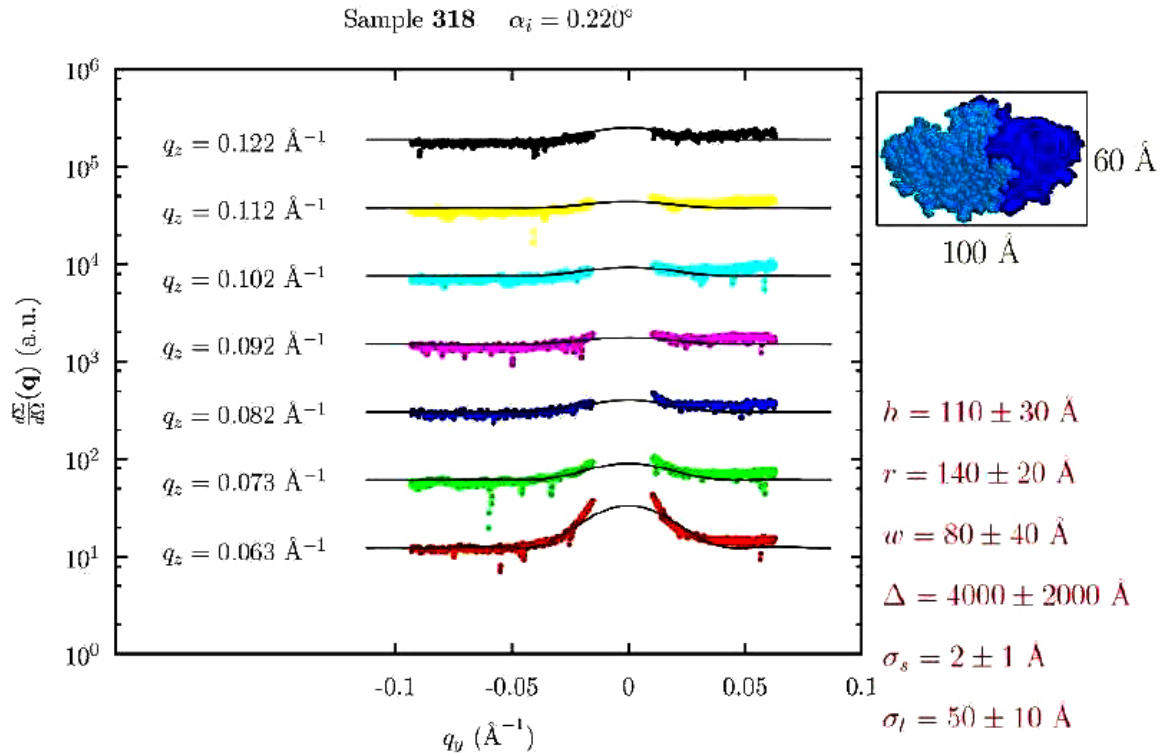 Sample 318 α_i = 0.220°
10^6
10^5
10^4
10^3
10^2
10^1
10^0
dΣ/dΩ(q) (a.u.)
q_z = 0.122 Å^−1
q_z = 0.112 Å^−1
q_z = 0.102 Å^−1
q_z = 0.092 Å^−1
q_z = 0.082 Å^−1
q_z = 0.073 Å^−1
q_z = 0.063 Å^−1
-0.1 -0.05 0 0.05 0.1
q_y (Å^−1)
60 Å
100 Å
h = 110 ± 30 Å
r = 140 ± 20 Å
w = 80 ± 40 Å
Δ = 4000 ± 2000 Å
σ_s = 2 ± 1 Å
σ_l = 50 ± 10 Å